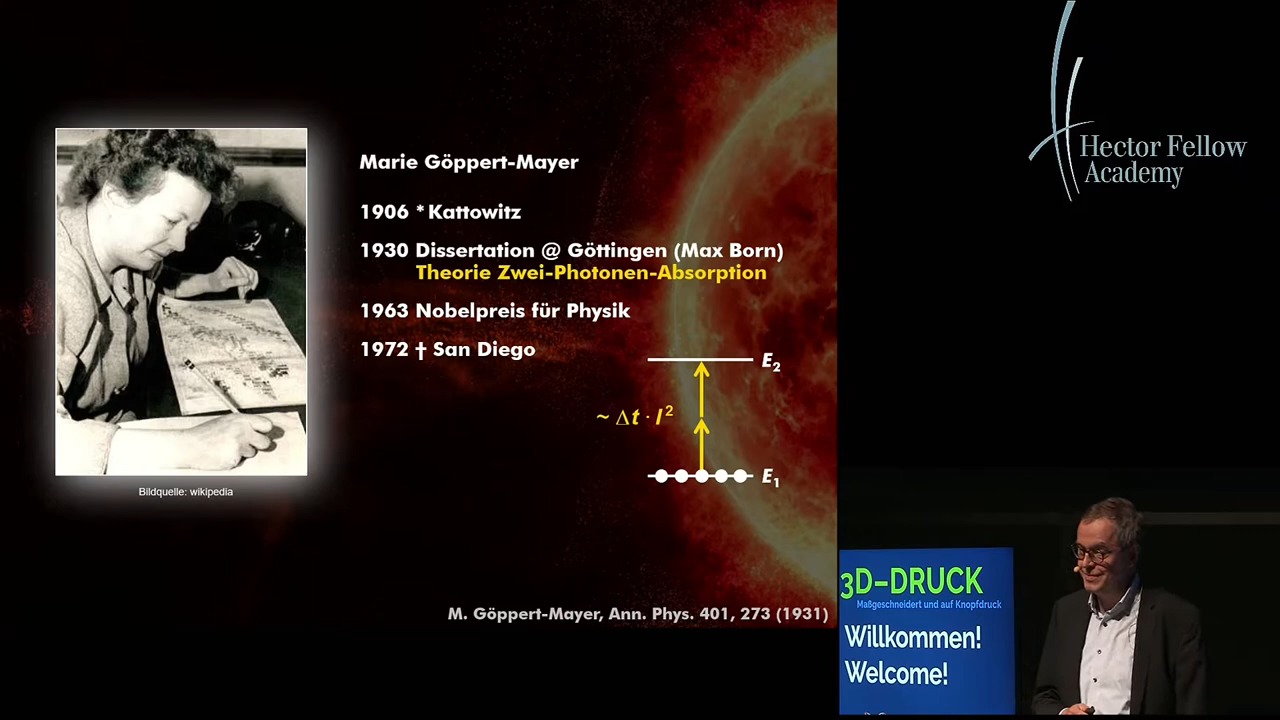 Marie Göppert-Mayer
1906 * Kattowitz
1930 Dissertation @ Göttingen (Max Born)
Theorie Zwei-Photonen-Absorption
1963 Nobelpreis für Physik
1972 † San Diego
E2
~ Δt · I²
E1
Bildquelle: wikipedia
M. Göppert-Mayer, Ann. Phys. 401, 273 (1931)
Hector Fellow
Academy
3D-DRUCK
Maßgeschneidert und auf Knopfdruck
Willkommen!
Welcome!